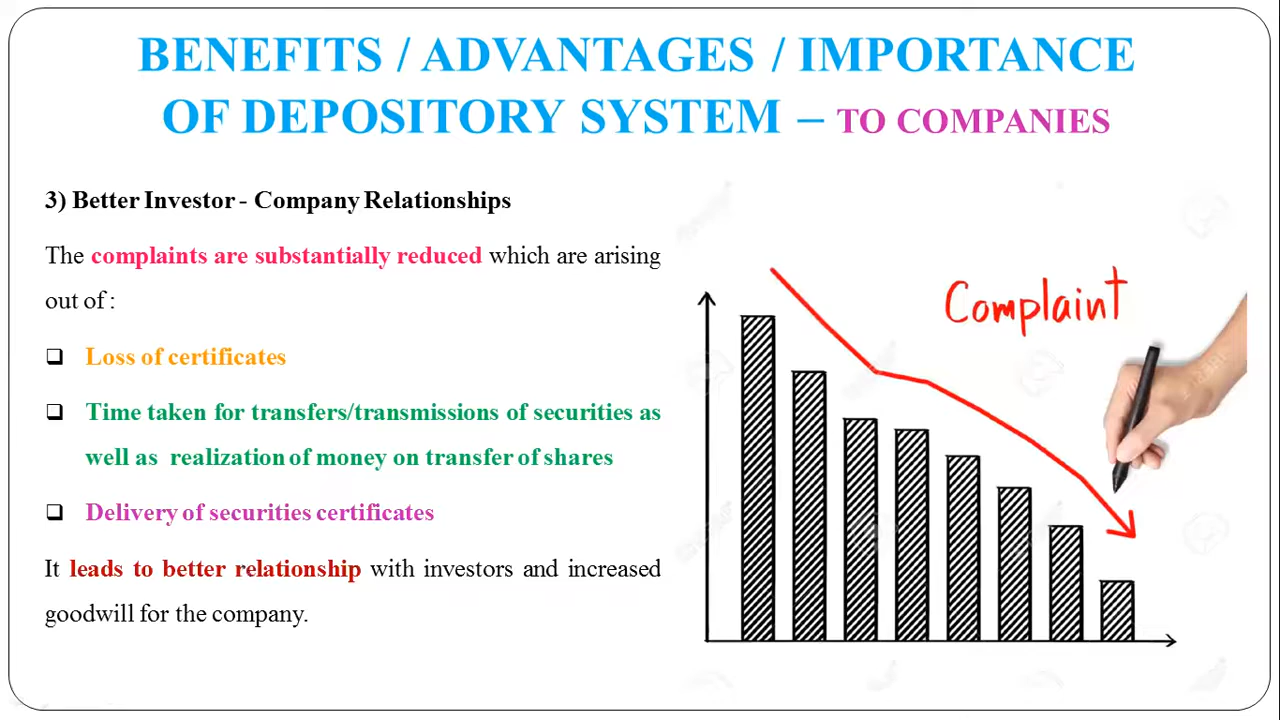 BENEFITS / ADVANTAGES / IMPORTANCE
OF DEPOSITORY SYSTEM – TO COMPANIES
3) Better Investor - Company Relationships
The complaints are substantially reduced which are arising
out of :
Loss of certificates
Time taken for transfers/transmissions of securities as
well as realization of money on transfer of shares
Delivery of securities certificates
It leads to better relationship with investors and increased
goodwill for the company.
Complaint